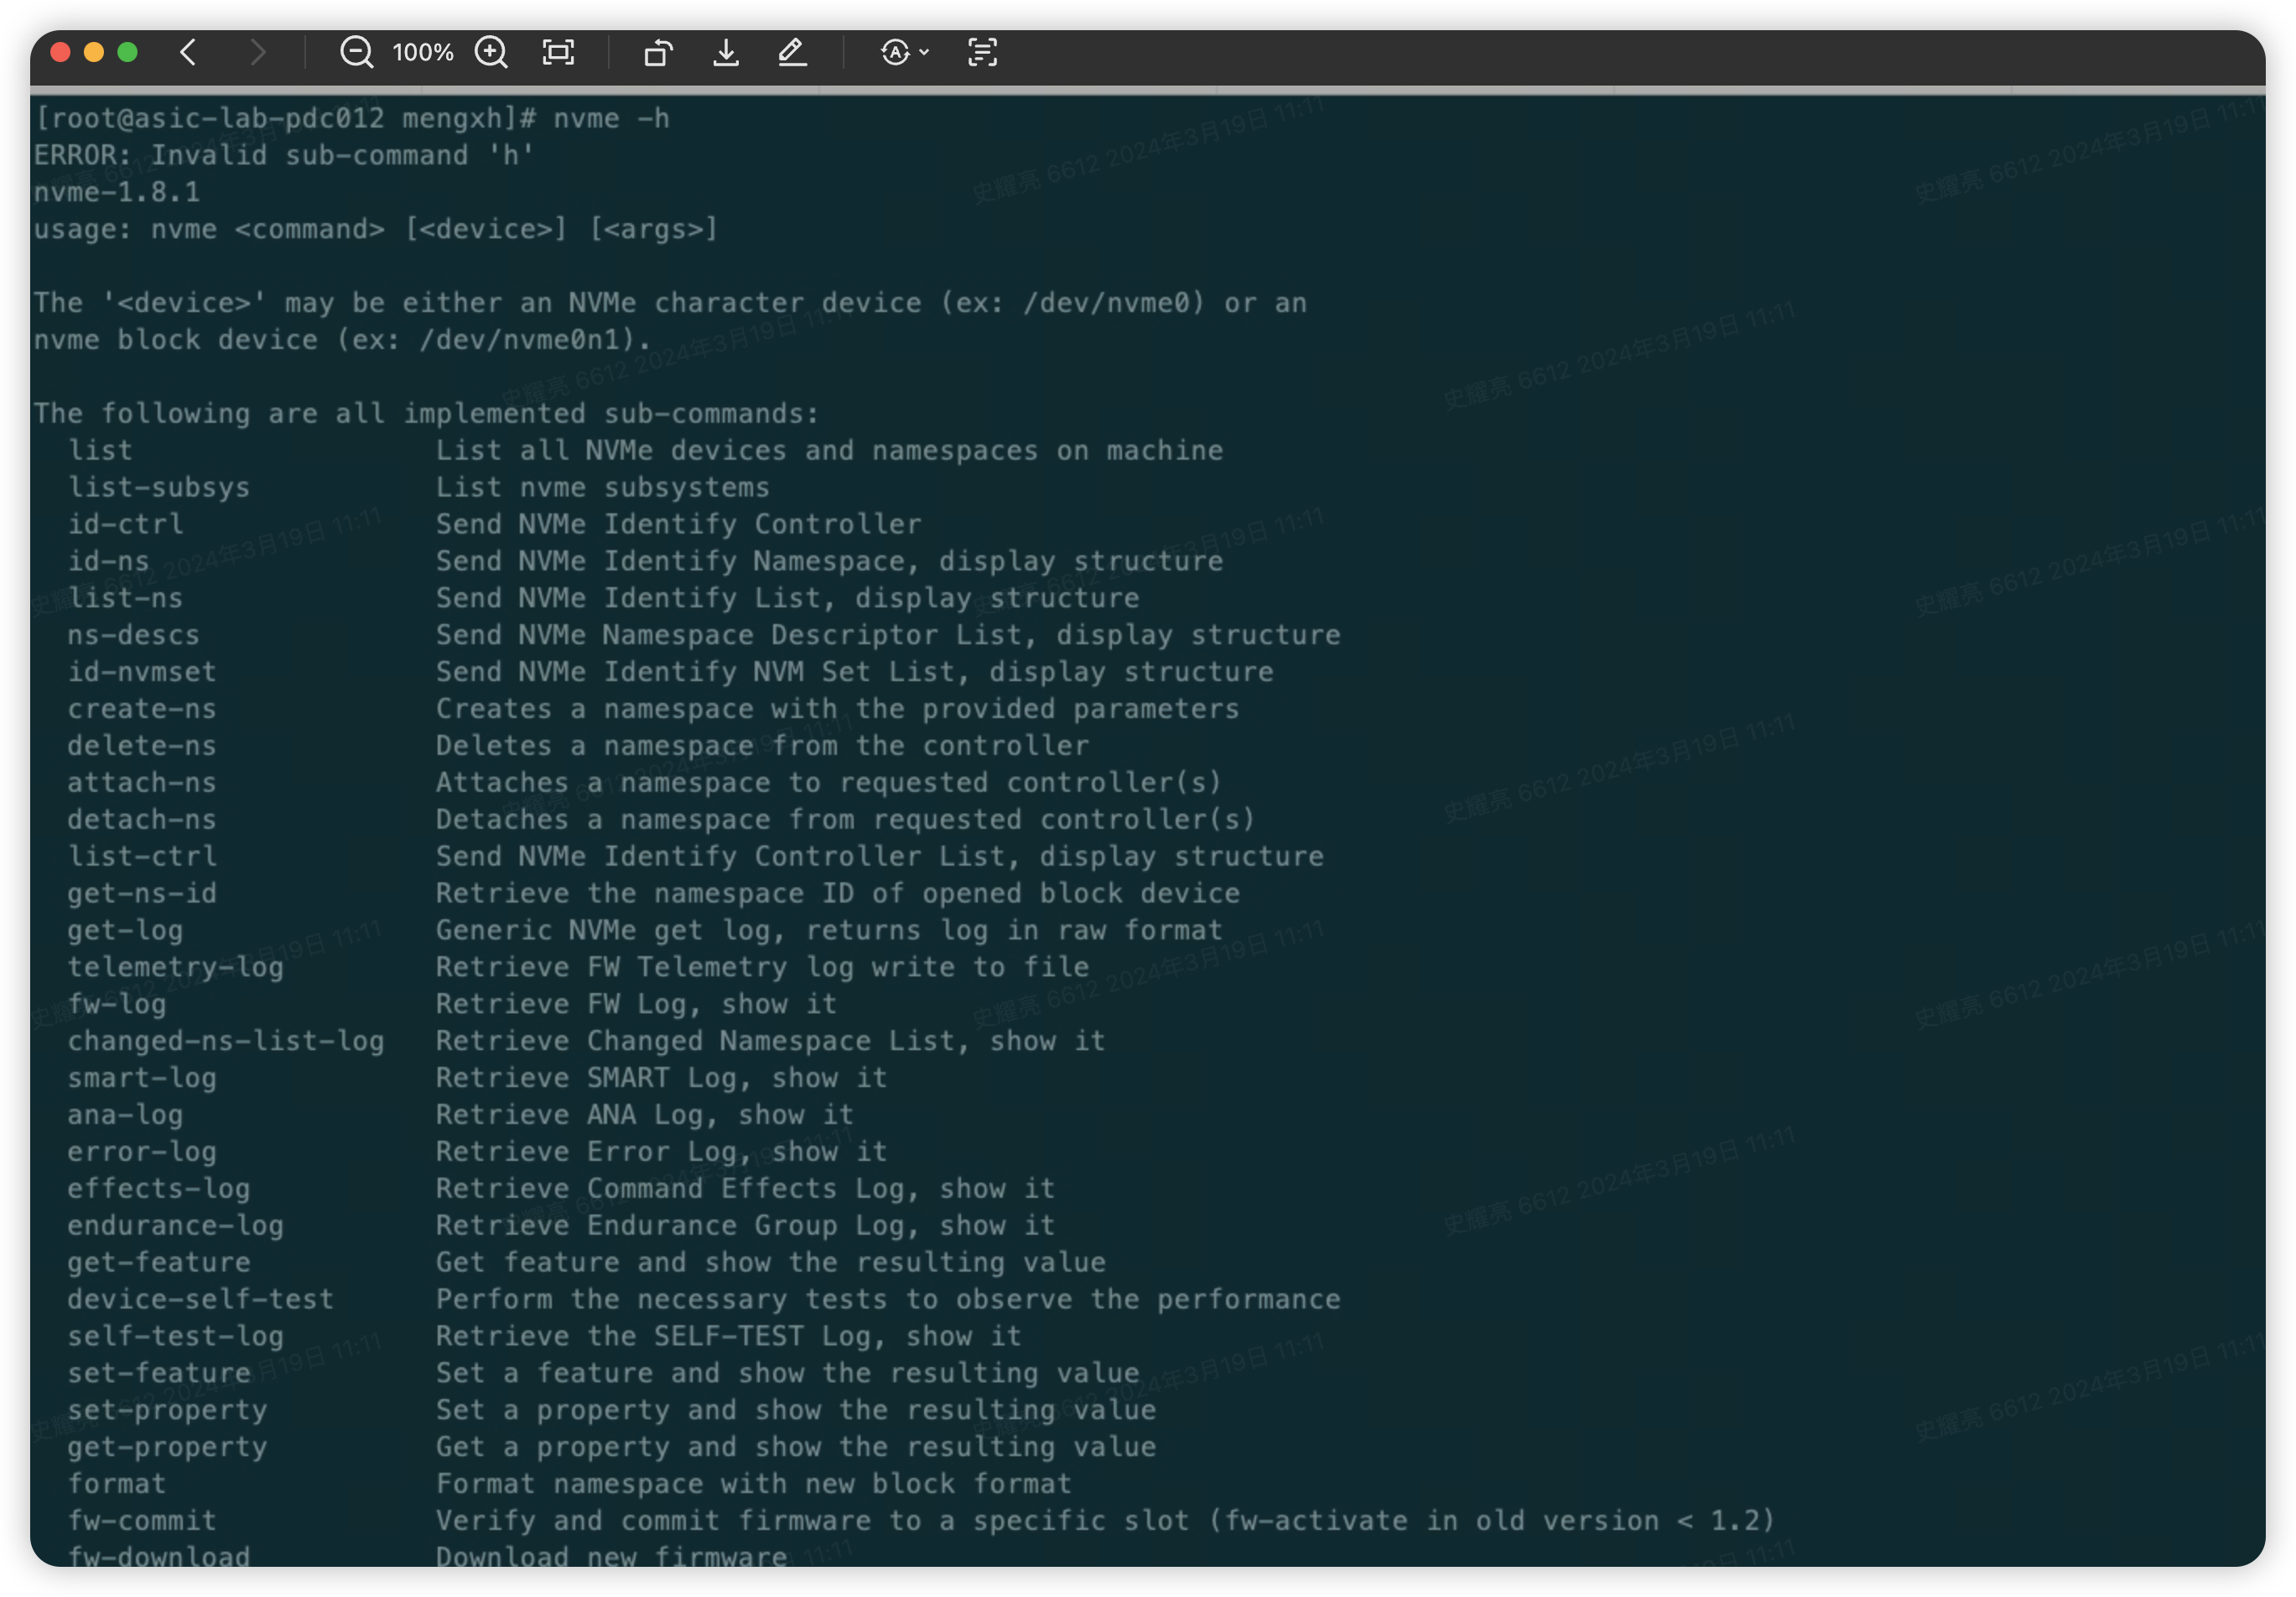 100%
[root@asic-lab-pdc012 mengxh]# nvme -h
ERROR: Invalid sub-command 'h'
nvme-1.8.1
usage: nvme <command> [<device>] [<args>]
The '<device>' may be either an NVMe character device (ex: /dev/nvme0) or an
nvme block device (ex: /dev/nvme0n1).
The following are all implemented sub-commands:
list List all NVMe devices and namespaces on machine
list-subsys List nvme subsystems
id-ctrl Send NVMe Identify Controller
id-ns Send NVMe Identify Namespace, display structure
list-ns Send NVMe Identify List, display structure
ns-descs Send NVMe Namespace Descriptor List, display structure
id-nvmset Send NVMe Identify NVM Set List, display structure
create-ns Creates a namespace with the provided parameters
delete-ns Deletes a namespace from the controller
attach-ns Attaches a namespace to requested controller(s)
detach-ns Detaches a namespace from requested controller(s)
list-ctrl Send NVMe Identify Controller List, display structure
get-ns-id Retrieve the namespace ID of opened block device
get-log Generic NVMe get log, returns log in raw format
telemetry-log Retrieve FW Telemetry log write to file
fw-log Retrieve FW Log, show it
changed-ns-list-log Retrieve Changed Namespace List, show it
smart-log Retrieve SMART Log, show it
ana-log Retrieve ANA Log, show it
error-log Retrieve Error Log, show it
effects-log Retrieve Command Effects Log, show it
endurance-log Retrieve Endurance Group Log, show it
get-feature Get feature and show the resulting value
device-self-test Perform the necessary tests to observe the performance
self-test-log Retrieve the SELF-TEST Log, show it
set-feature Set a feature and show the resulting value
set-property Set a property and show the resulting value
get-property Get a property and show the resulting value
format Format namespace with new block format
fw-commit Verify and commit firmware to a specific slot (fw-activate in old version < 1.2)
fw-download Download new firmware
史耀亮 6612 2024年3月19日 11:11